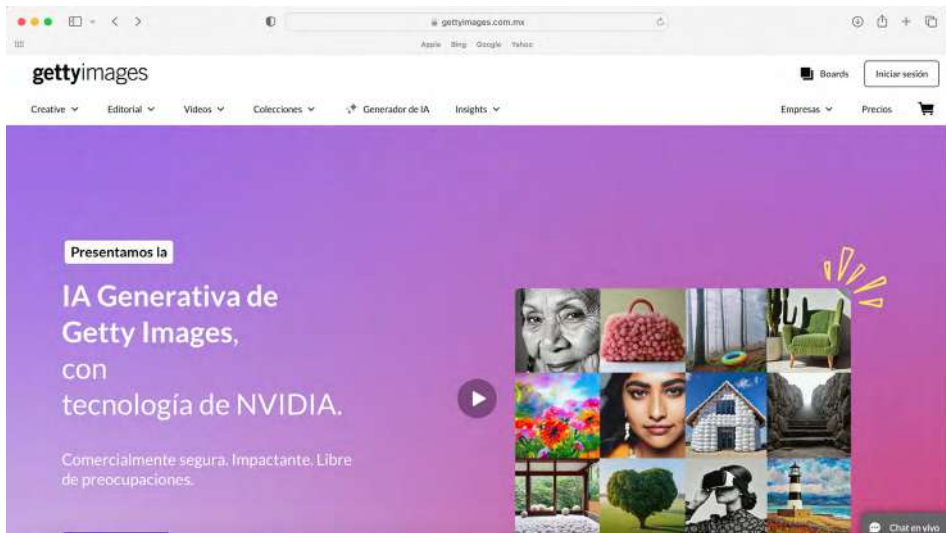 gettyimages.com.mx
Apple Bing Google Yahoo
gettyimages
Boards Iniciar sesión
Creative Editorial Videos Colecciones Generador de IA Insights Empresas Precios
Presentamos la
IA Generativa de
Getty Images,
con
tecnología de NVIDIA.
Comercialmente segura. Impactante. Libre
de preocupaciones.
Chat en vivo